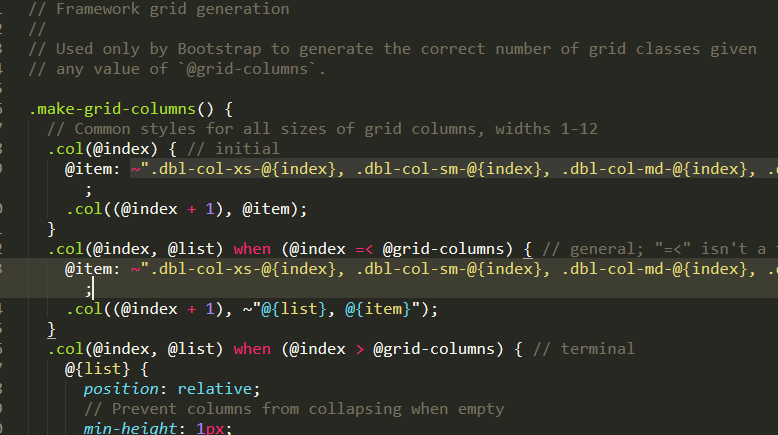 // Framework grid generation
//
// Used only by Bootstrap to generate the correct number of grid classes given
// any value of `@grid-columns`.
.make-grid-columns() {
// Common styles for all sizes of grid columns, widths 1-12
.col(@index) { // initial
@item: ~".dbl-col-xs-@{index}, .dbl-col-sm-@{index}, .dbl-col-md-@{index}, .
;
.col((@index + 1), @item);
}
.col(@index, @list) when (@index =< @grid-columns) { // general; "=<" isn't a
@item: ~".dbl-col-xs-@{index}, .dbl-col-sm-@{index}, .dbl-col-md-@{index}, .
;
.col((@index + 1), ~"@{list}, @{item}");
}
.col(@index, @list) when (@index > @grid-columns) { // terminal
@{list} {
position: relative;
// Prevent columns from collapsing when empty
min-height: 1px;